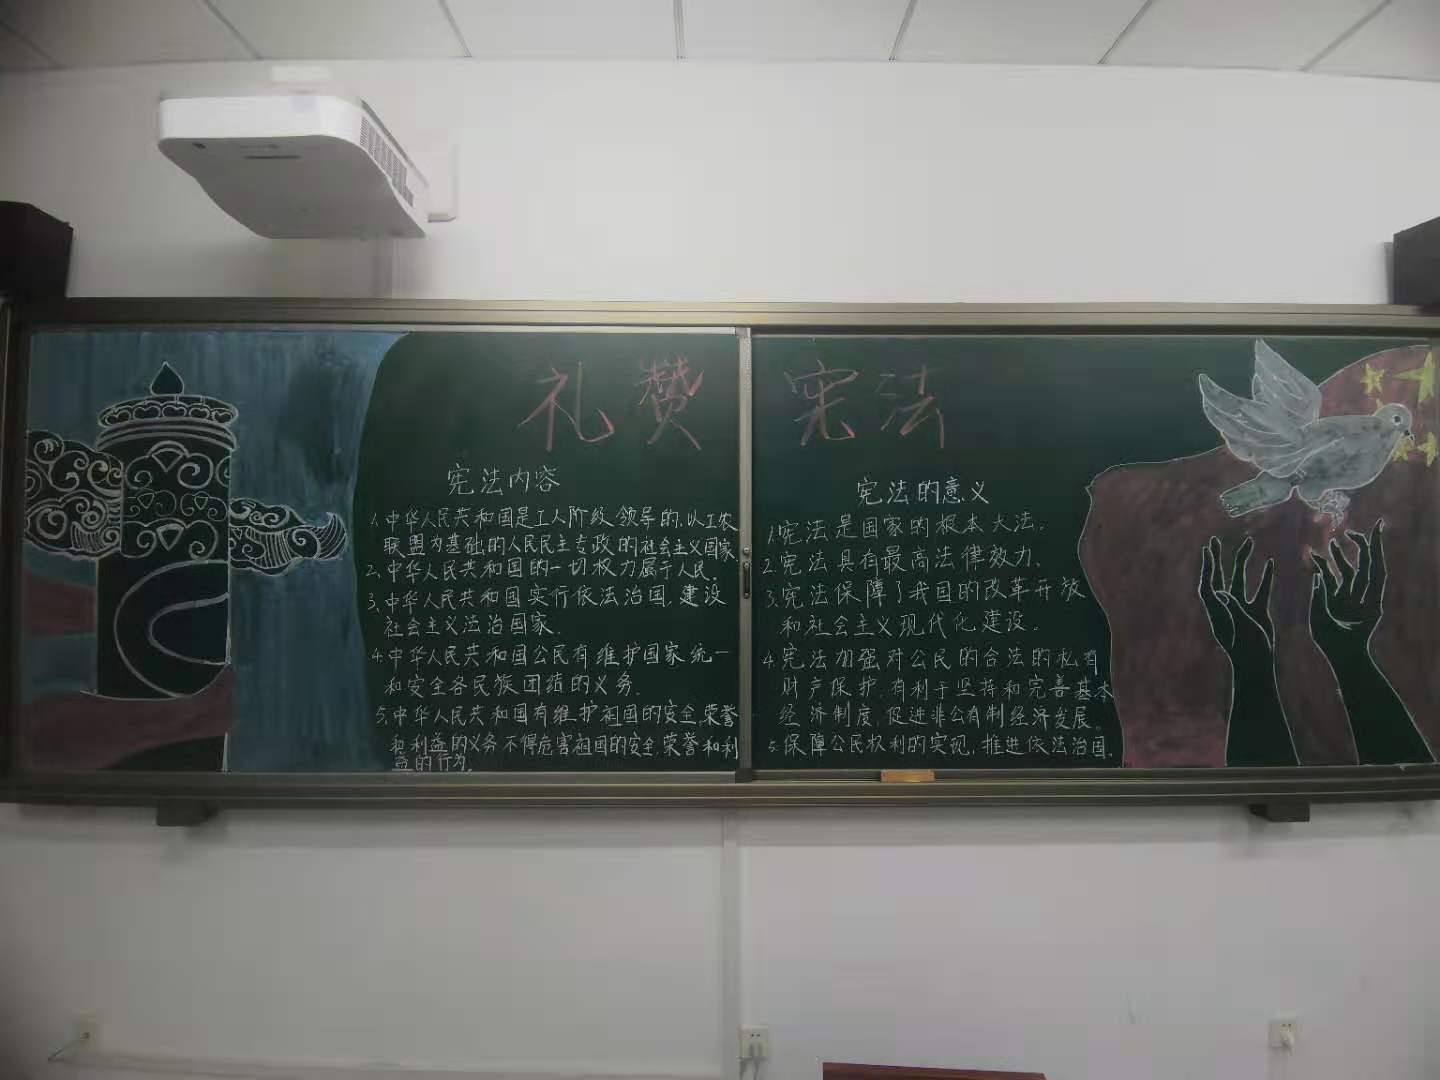 礼赞宪法
宪法内容
1.中华人民共和国是工人阶级领导的,以工农
联盟为基础的人民民主专政的社会主义国家
2.中华人民共和国的一切权力属于人民。
3.中华人民共和国实行依法治国,建设
社会主义法治国家.
4.中华人民共和国公民有维护国家统一
和安全各民族团结的义务.
5.中华人民共和国有维护祖国的安全,荣誉
和利益的义务不得危害祖国的安全荣誉和利
益的行为.
宪法的意义
1.宪法是国家的根本大法.
2.宪法具有最高法律效力.
3.宪法保障了我国的改革开放
和社会主义现代化建设。
4.宪法加强对公民的合法的私有
财产保护.有利于坚持和完善基本
经济制度,促进非公有制经济发展。
5.保障公民权利的实现,推进依法治国.